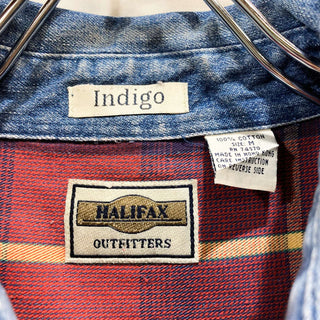 Indigo
100% COTTON
SIZE: M
RN 74170
MADE IN HONG KONG
CARE INSTRUCTION
ON REVERSE SIDE
HALIFAX
OUTFITTERS